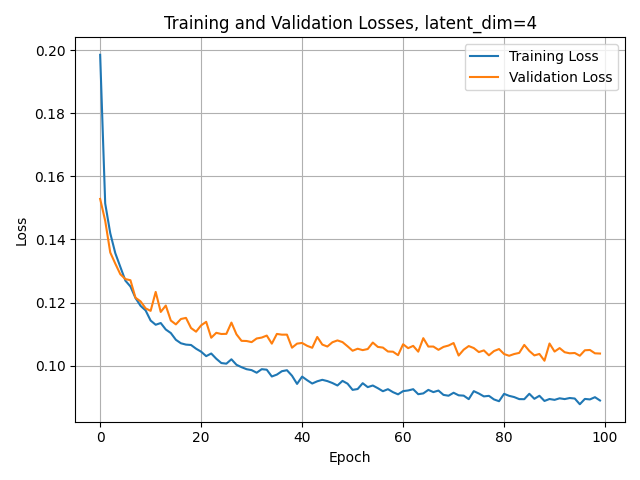 Training and Validation Losses, latent_dim=4
Training Loss
Validation Loss
Loss
0.20
0.18
0.16
0.14
0.12
0.10
0 20 40 60 80 100
Epoch